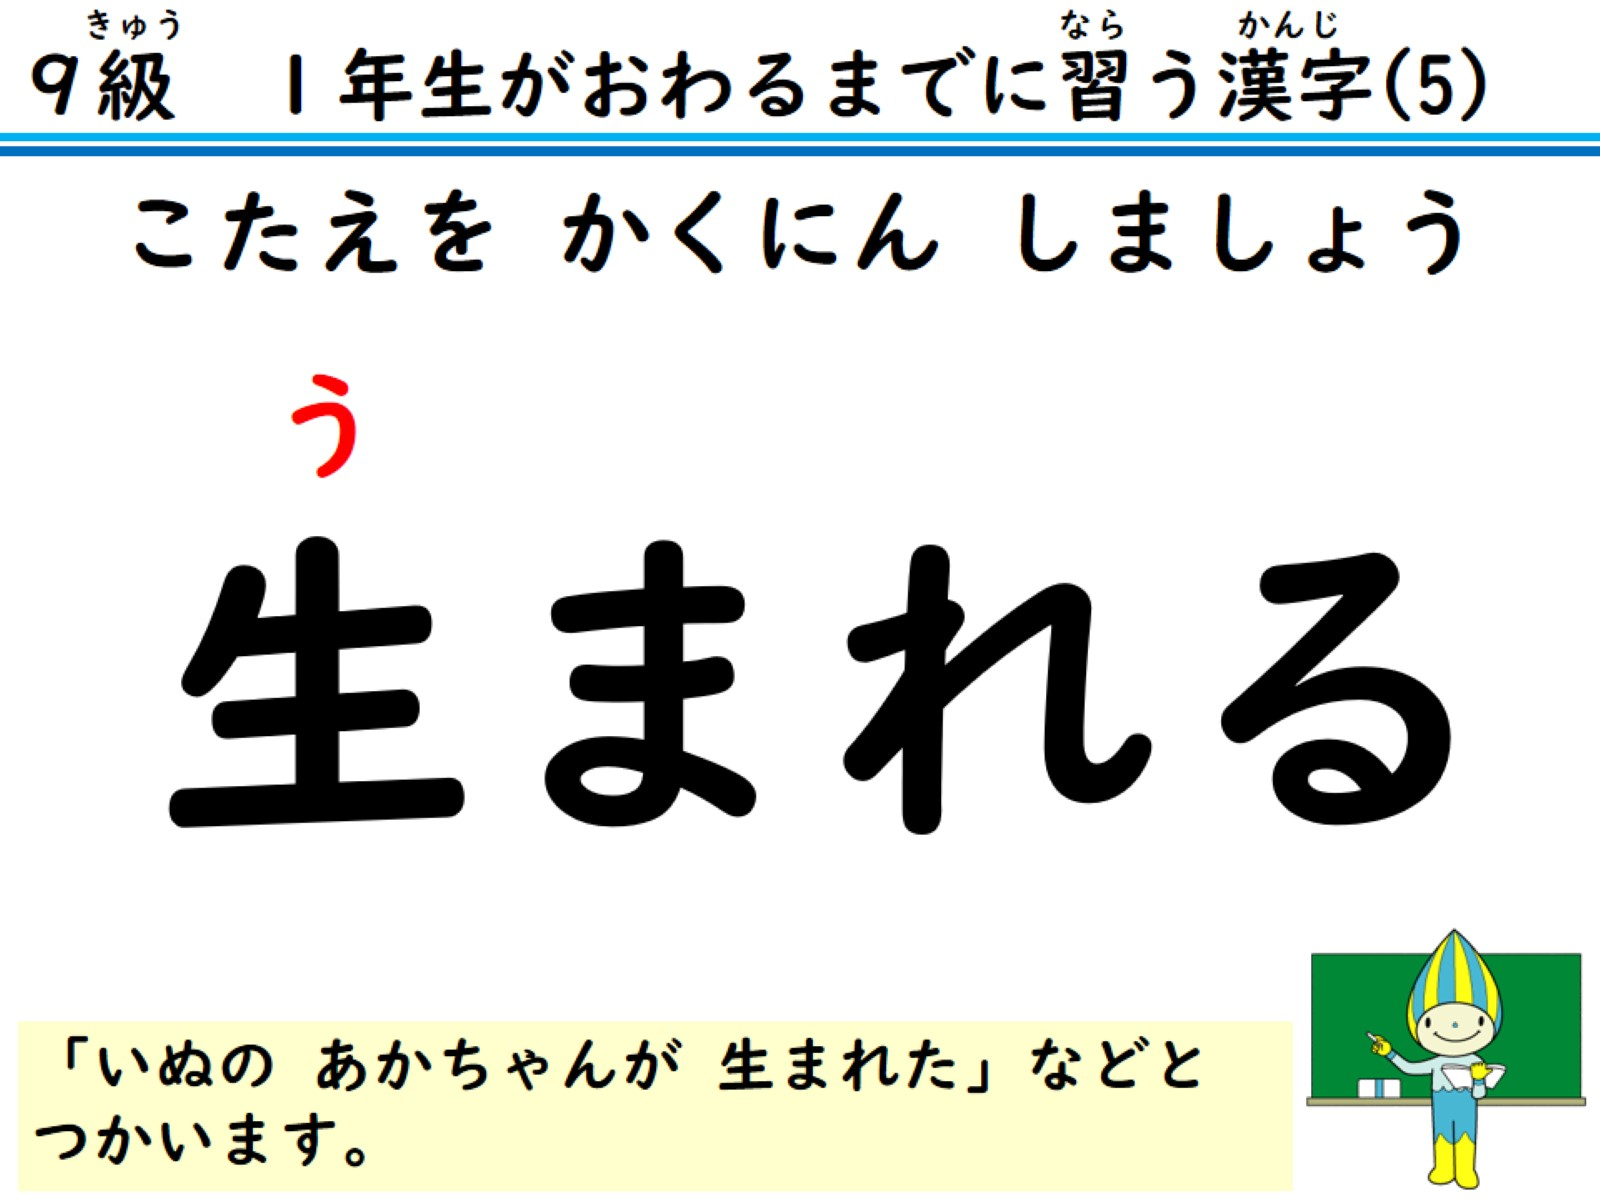 きゅう なら かんじ
9級 1年生がおわるまでに習う漢字(5)
こたえを かくにん しましょう
う
生まれる
「いぬの あかちゃんが 生まれた」などと
つかいます。